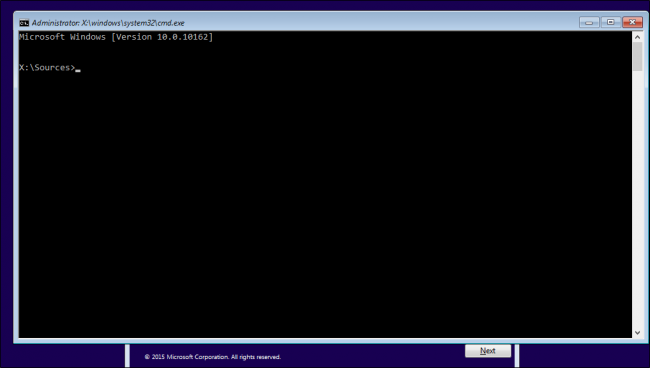 Administrator: X:\windows\system32\cmd.exe
Microsoft Windows [Version 10.0.10162]
X:\Sources>
Next
© 2015 Microsoft Corporation. All rights reserved.